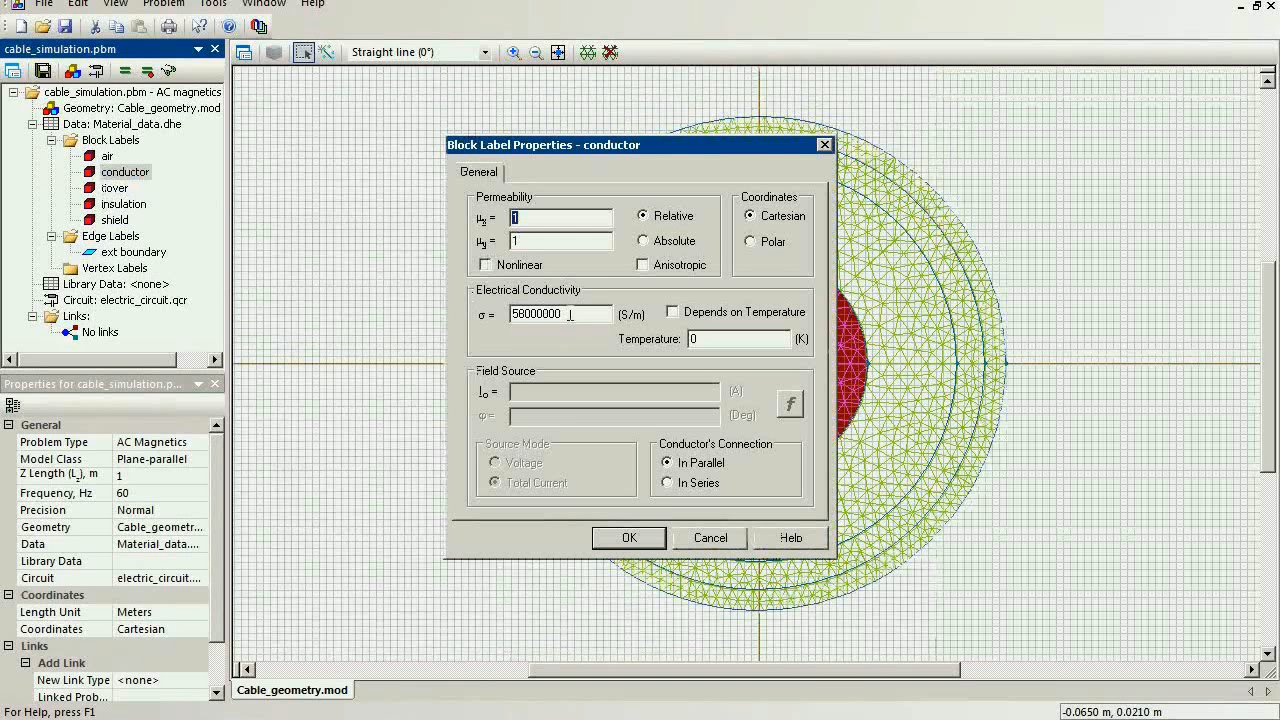 File Edit View Problem Tools Window Help
cable_simulation.pbm
Straight line (0°)
cable_simulation.pbm - AC magnetics
Geometry: Cable_geometry.mod
Data: Material_data.dhe
Block Labels
air
conductor
cover
insulation
shield
Edge Labels
ext boundary
Vertex Labels
Library Data: <none>
Circuit: electric_circuit.qcr
Links:
No links
Properties for cable_simulation.p...
General
Problem Type AC Magnetics
Model Class Plane-parallel
Z Length (Lz), m 1
Frequency, Hz 60
Precision Normal
Geometry Cable_geometr...
Data Material_data....
Library Data
Circuit electric_circuit....
Coordinates
Length Unit Meters
Coordinates Cartesian
Links
Add Link
New Link Type <none>
Linked Prob...
Block Label Properties - conductor
General
Permeability
µx = 1
µy = 1
Relative
Absolute
Nonlinear
Anisotropic
Coordinates
Cartesian
Polar
Electrical Conductivity
σ = 58000000 (S/m)
Depends on Temperature
Temperature: 0 (K)
Field Source
Io = (A)
φ = (Deg)
f
Source Mode
Voltage
Total Current
Conductor's Connection
In Parallel
In Series
OK Cancel Help
Cable_geometry.mod
For Help, press F1
-0.0650 m, 0.0210 m